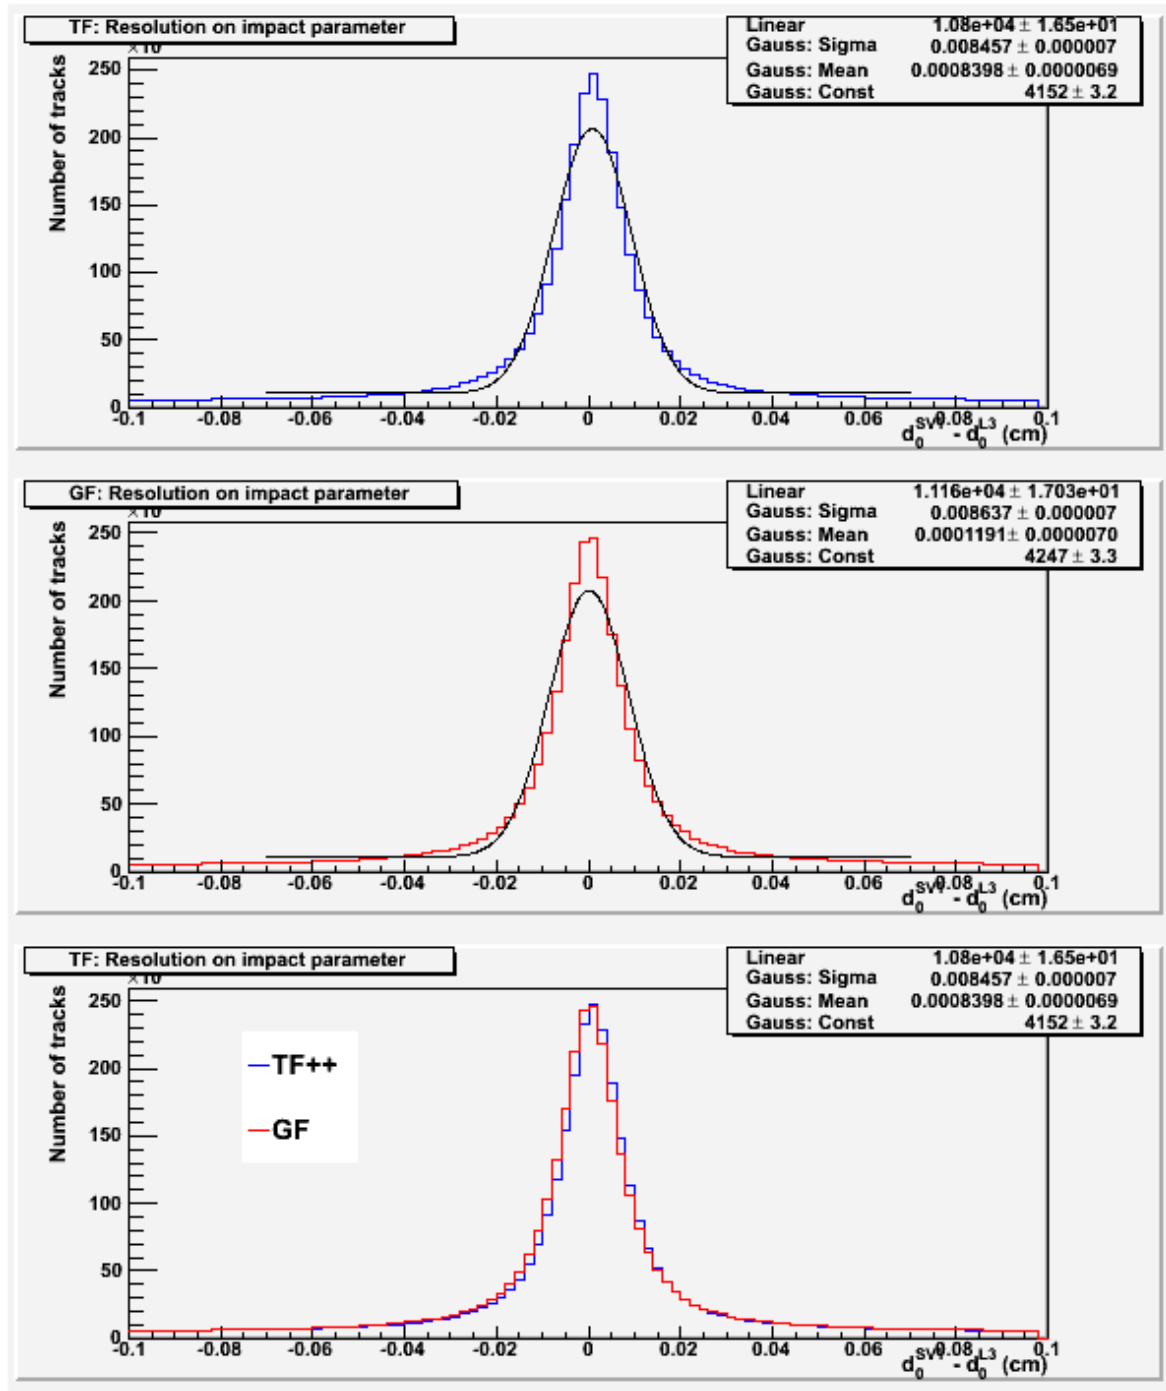 TF: Resolution on impact parameter
Linear 1.08e+04 ± 1.65e+01
Gauss: Sigma 0.008457 ± 0.000007
Gauss: Mean 0.0008398 ± 0.0000069
Gauss: Const 4152 ± 3.2
Number of tracks
250
200
150
100
50
0
-0.1 -0.08 -0.06 -0.04 -0.02 0 0.02 0.04 0.06 0.08 0.1
d0 - d0^L3 (cm)
GF: Resolution on impact parameter
Linear 1.116e+04 ± 1.703e+01
Gauss: Sigma 0.008637 ± 0.000007
Gauss: Mean 0.0001191 ± 0.0000070
Gauss: Const 4247 ± 3.3
Number of tracks
250
200
150
100
50
0
-0.1 -0.08 -0.06 -0.04 -0.02 0 0.02 0.04 0.06 0.08 0.1
d0 - d0^L3 (cm)
TF: Resolution on impact parameter
Linear 1.08e+04 ± 1.65e+01
Gauss: Sigma 0.008457 ± 0.000007
Gauss: Mean 0.0008398 ± 0.0000069
Gauss: Const 4152 ± 3.2
Number of tracks
250
200
150
100
50
0
TF++
GF
-0.1 -0.08 -0.06 -0.04 -0.02 0 0.02 0.04 0.06 0.08 0.1
d0 - d0^L3 (cm)